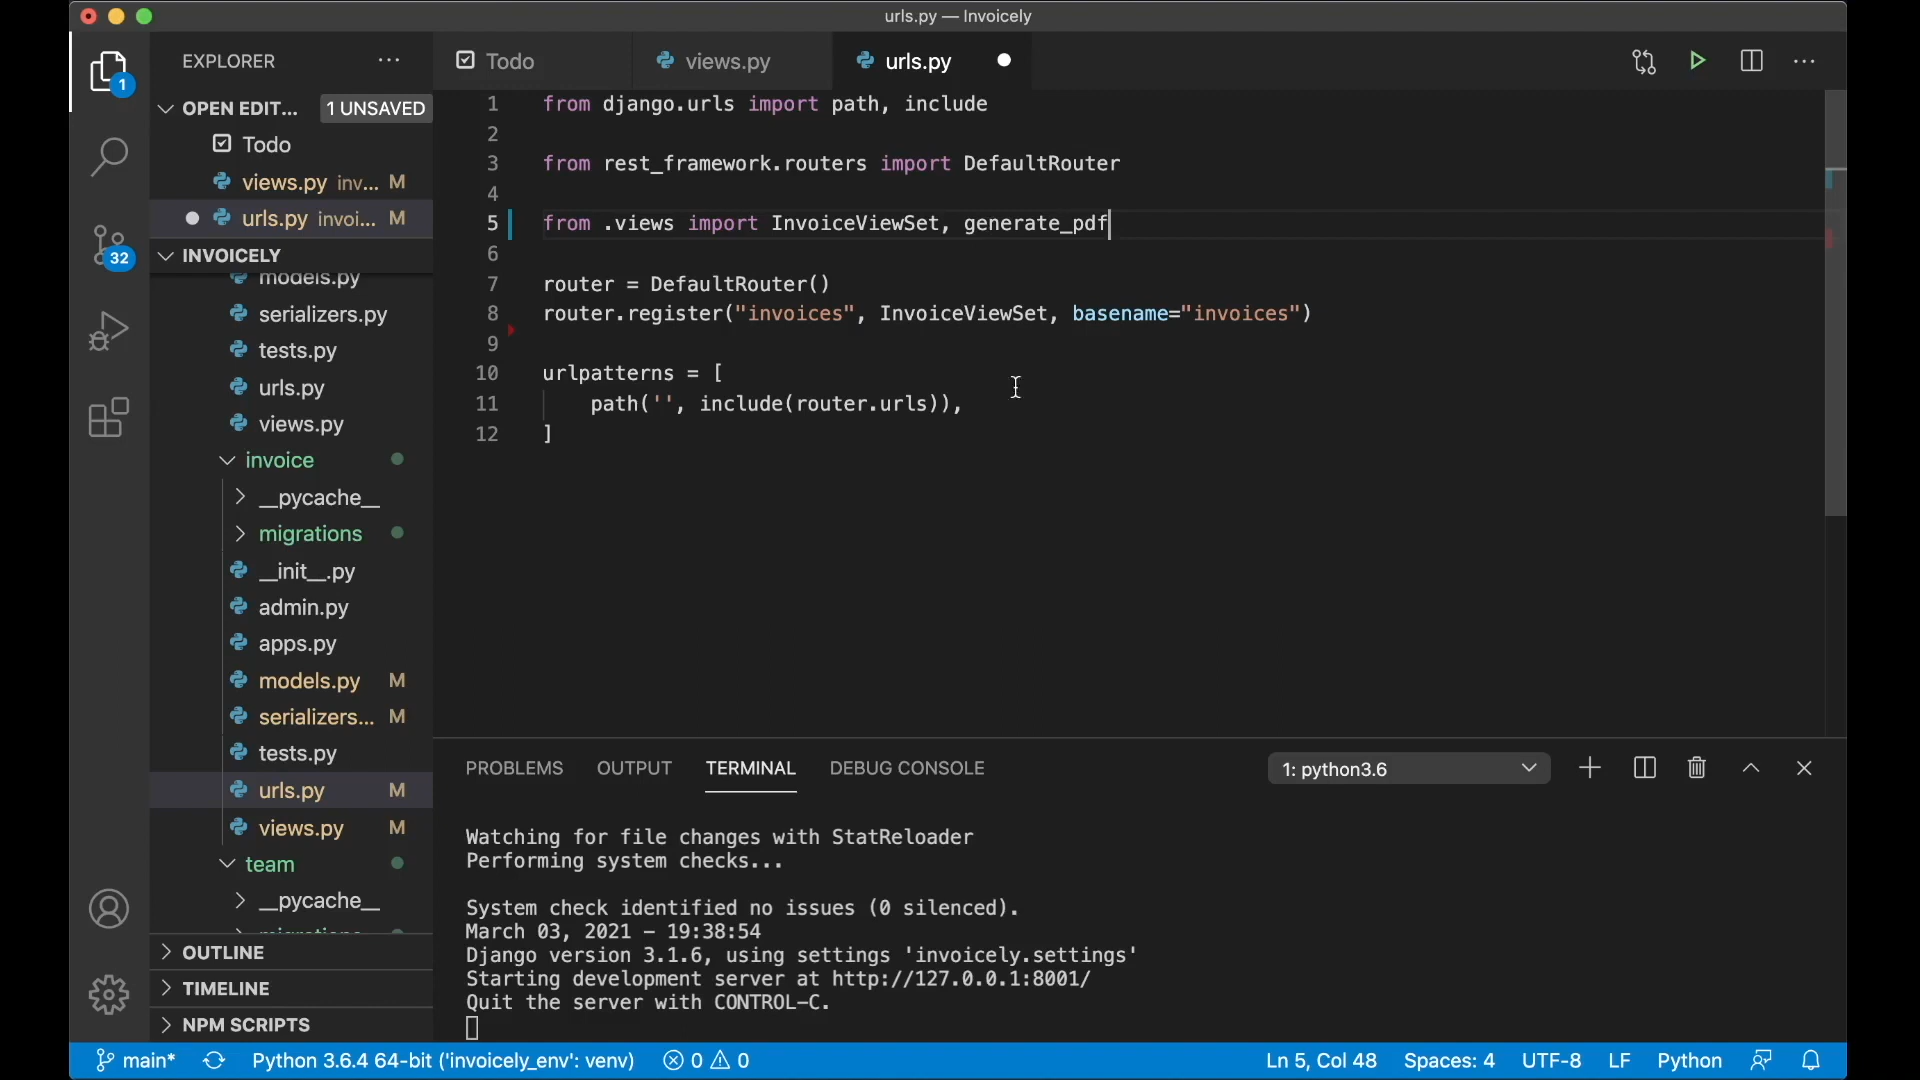 urls.py — Invoicely
EXPLORER
Todo
views.py
urls.py
1
OPEN EDIT... 1 UNSAVED
Todo
views.py inv... M
urls.py invoi... M
32
INVOICELY
models.py
serializers.py
tests.py
urls.py
views.py
invoice
__pycache__
migrations
__init__.py
admin.py
apps.py
models.py M
serializers... M
tests.py
urls.py M
views.py M
team
__pycache__
migrations
OUTLINE
TIMELINE
NPM SCRIPTS
1 from django.urls import path, include
2
3 from rest_framework.routers import DefaultRouter
4
5 from .views import InvoiceViewSet, generate_pdf
6
7 router = DefaultRouter()
8 router.register("invoices", InvoiceViewSet, basename="invoices")
9
10 urlpatterns = [
11 path('', include(router.urls)),
12 ]
PROBLEMS OUTPUT TERMINAL DEBUG CONSOLE 1: python3.6
Watching for file changes with StatReloader
Performing system checks...
System check identified no issues (0 silenced).
March 03, 2021 – 19:38:54
Django version 3.1.6, using settings 'invoicely.settings'
Starting development server at http://127.0.0.1:8001/
Quit the server with CONTROL-C.
main* Python 3.6.4 64-bit ('invoicely_env': venv) 0 0 Ln 5, Col 48 Spaces: 4 UTF-8 LF Python